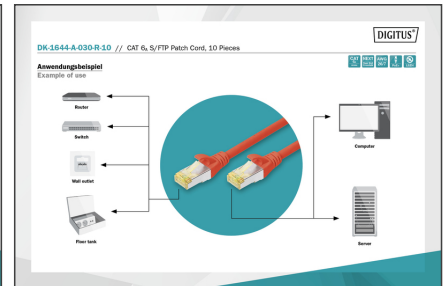 DIGITUS®
DK-1644-A-030-R-10 // CAT 6A S/FTP Patch Cord, 10 Pieces
Anwendungsbeispiel
Example of use
Router
Switch
Wall outlet
Floor tank
Computer
Server